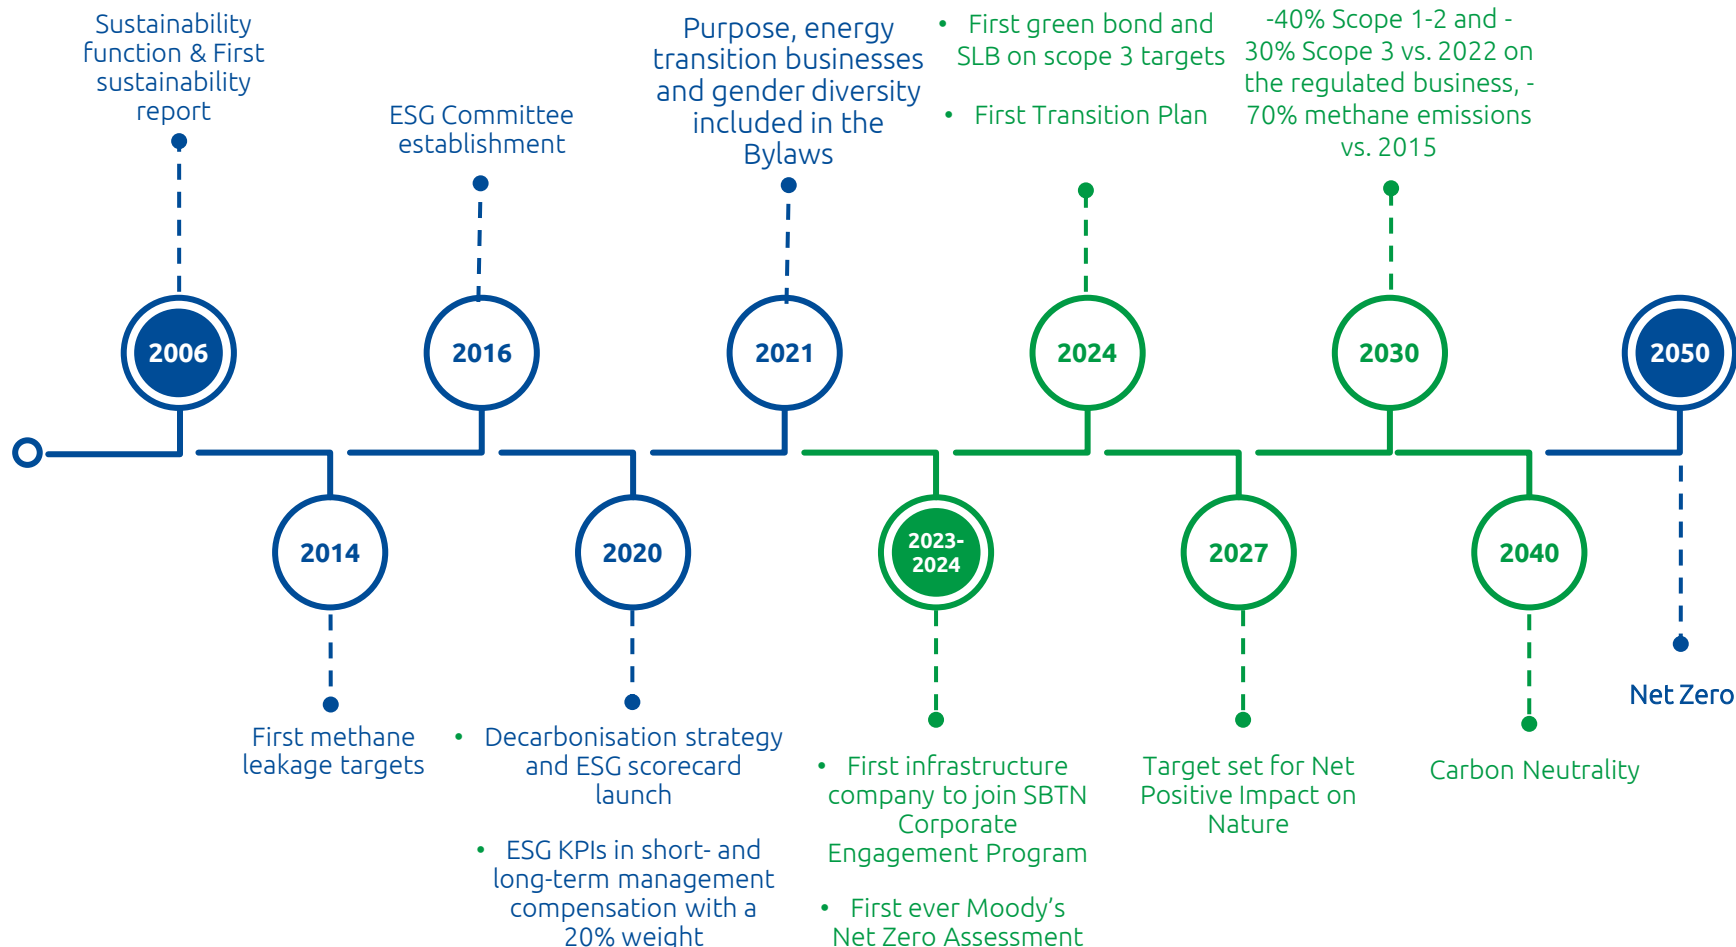 Sustainability
function & First
sustainability
report
2006
First methane
leakage targets
2014
ESG Committee
establishment
2016
• Decarbonisation strategy
and ESG scorecard
launch
• ESG KPIs in short- and
long-term management
compensation with a
20% weight
2020
Purpose, energy
transition businesses
and gender diversity
included in the
Bylaws
2021
2023-
2024
• First infrastructure
company to join SBTN
Corporate
Engagement Program
• First ever Moody’s
Net Zero Assessment
• First green bond and
SLB on scope 3 targets
• First Transition Plan
2024
2027
Target set for Net
Positive Impact on
Nature
-40% Scope 1-2 and -
30% Scope 3 vs. 2022 on
the regulated business, -
70% methane emissions
vs. 2015
2030
2040
Carbon Neutrality
2050
Net Zero